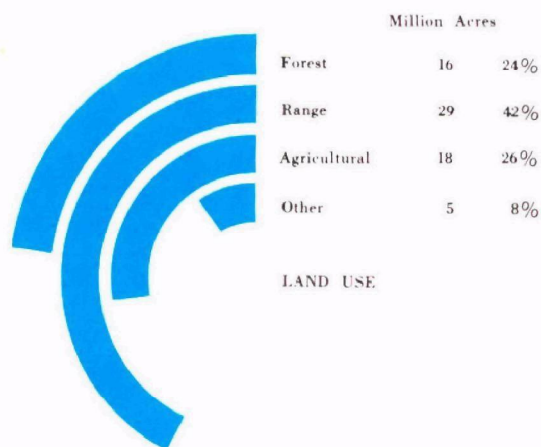 Million Acres
Forest 16 24%
Range 29 42%
Agricultural 18 26%
Other 5 8%
LAND USE